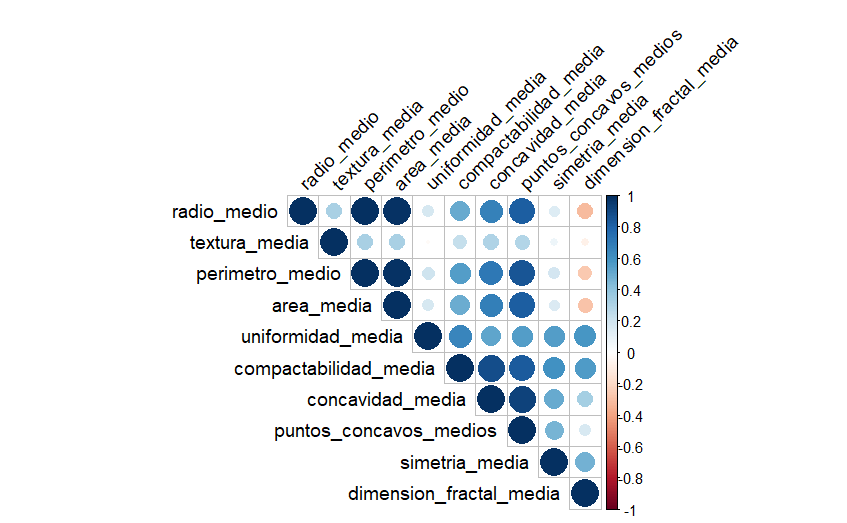 radio_medio
textura_media
perimetro_medio
area_media
uniformidad_media
compactabilidad_media
concavidad_media
puntos_concavos_medios
simetria_media
dimension_fractal_media
radio_medio
textura_media
perimetro_medio
area_media
uniformidad_media
compactabilidad_media
concavidad_media
puntos_concavos_medios
simetria_media
dimension_fractal_media
1
0.8
0.6
0.4
0.2
0
-0.2
-0.4
-0.6
-0.8
-1